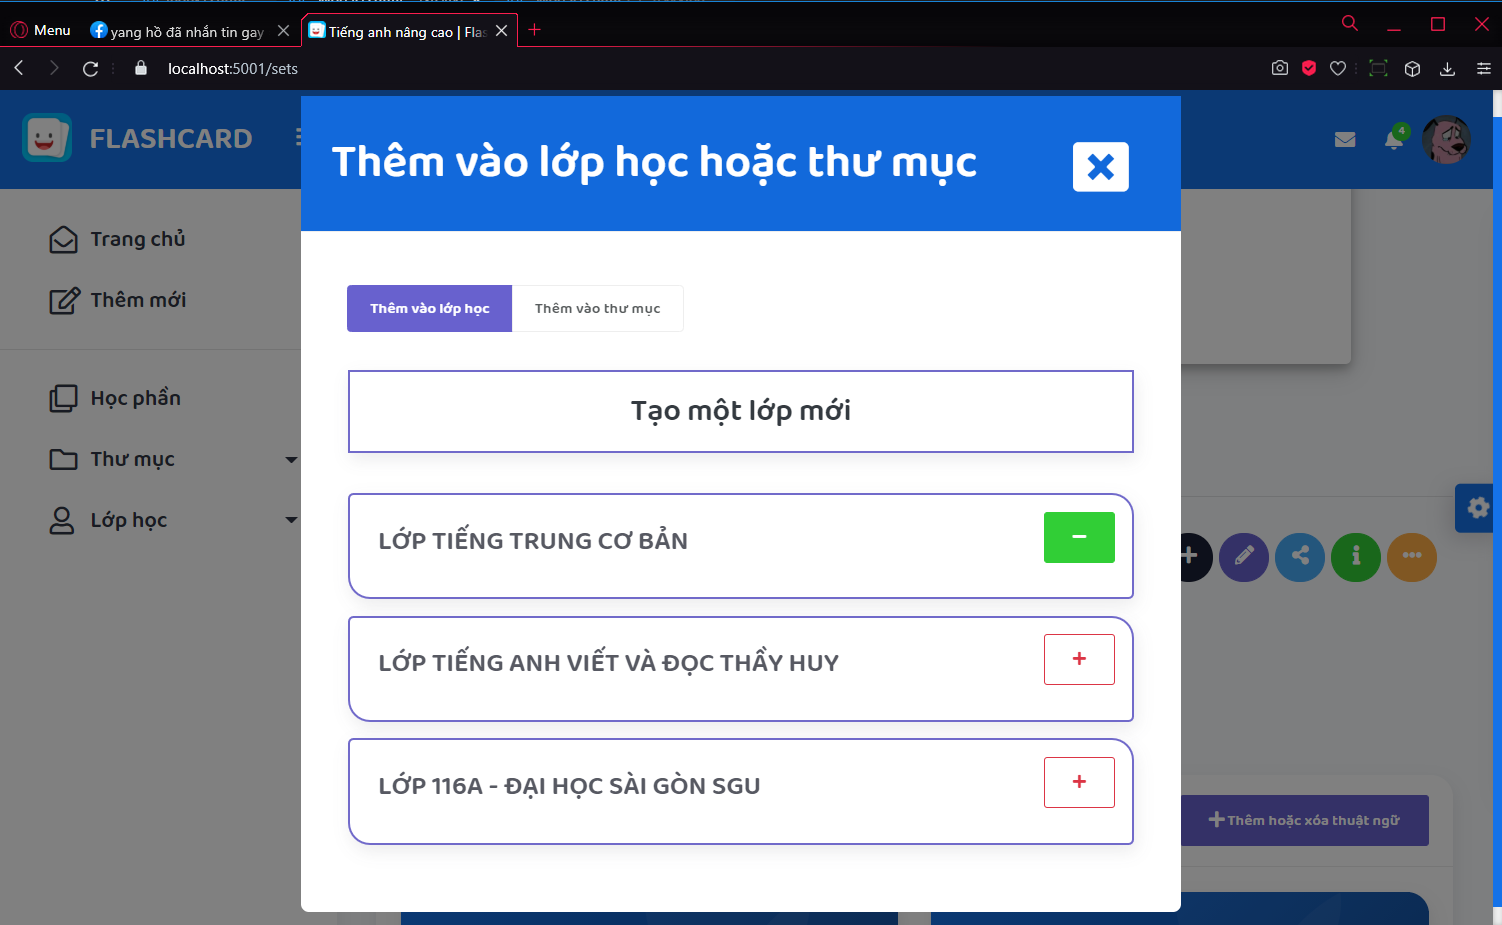 Menu
yang hồ đã nhắn tin gay
Tiếng anh nâng cao | Flas
localhost:5001/sets
FLASHCARD
4
Thêm vào lớp học hoặc thư mục
Trang chủ
Thêm mới
Học phần
Thư mục
Lớp học
Thêm vào lớp học
Thêm vào thư mục
Tạo một lớp mới
LỚP TIẾNG TRUNG CƠ BẢN
LỚP TIẾNG ANH VIẾT VÀ ĐỌC THẦY HUY
LỚP 116A - ĐẠI HỌC SÀI GÒN SGU
Thêm hoặc xóa thuật ngữ